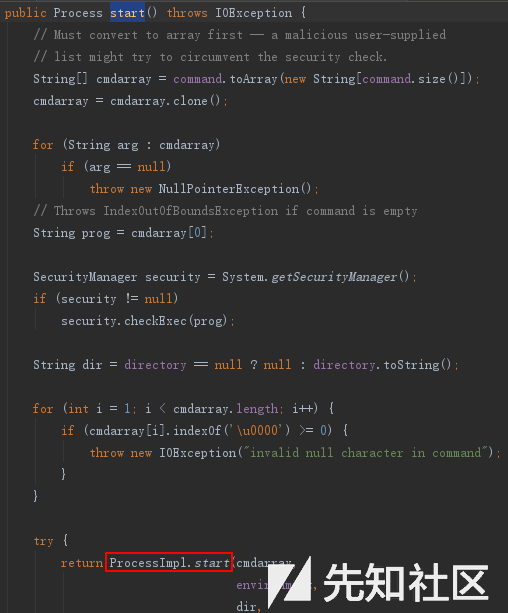 public Process start() throws IOException {
// Must convert to array first -- a malicious user-supplied
// list might try to circumvent the security check.
String[] cmdarray = command.toArray(new String[command.size()]);
cmdarray = cmdarray.clone();
for (String arg : cmdarray)
if (arg == null)
throw new NullPointerException();
// Throws IndexOutOfBoundsException if command is empty
String prog = cmdarray[0];
SecurityManager security = System.getSecurityManager();
if (security != null)
security.checkExec(prog);
String dir = directory == null ? null : directory.toString();
for (int i = 1; i < cmdarray.length; i++) {
if (cmdarray[i].indexOf('\u0000') >= 0) {
throw new IOException("invalid null character in command");
}
}
try {
return ProcessImpl.start(cmdarray,
environment,
dir,
先知社区